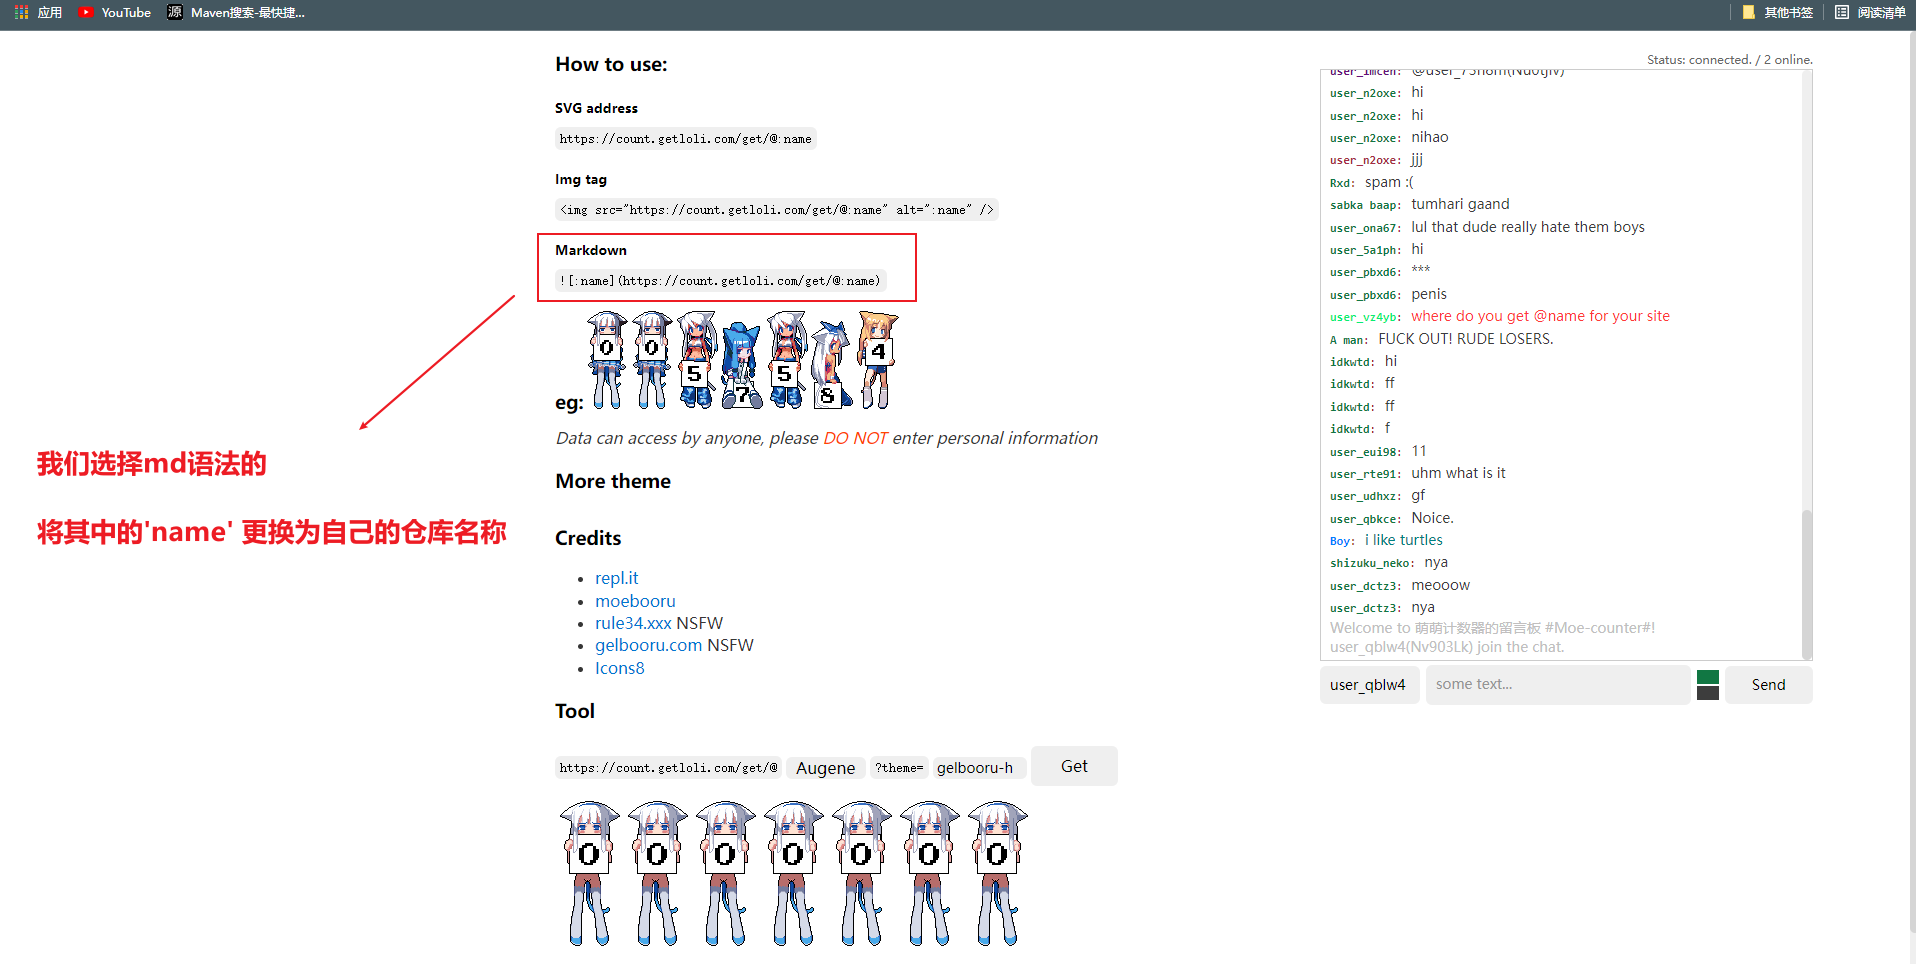 应用 YouTube 源 Maven搜索-最快捷... 其他书签 阅读清单
How to use:
SVG address
https://count.getloli.com/get/@:name
Img tag
<img src="https://count.getloli.com/get/@:name" alt=":name" />
Markdown
![:name](https://count.getloli.com/get/@:name)
0 0 5 7 5 8 4
eg:
Data can access by anyone, please DO NOT enter personal information
我们选择md语法的
将其中的'name' 更换为自己的仓库名称
More theme
Credits
repl.it
moebooru
rule34.xxx NSFW
gelbooru.com NSFW
Icons8
Tool
https://count.getloli.com/get/@ Augene ?theme= gelbooru-h Get
0 0 0 0 0 0 0
Status: connected. / 2 online.
user_n2oxe: hi
user_n2oxe: hi
user_n2oxe: nihao
user_n2oxe: jjj
Rxd: spam :(
sabka baap: tumhari gaand
user_ona67: lul that dude really hate them boys
user_5a1ph: hi
user_pbxd6: ***
user_pbxd6: penis
user_vz4yb: where do you get @name for your site
A man: FUCK OUT! RUDE LOSERS.
idkwtd: hi
idkwtd: ff
idkwtd: ff
idkwtd: f
user_eui98: 11
user_rte91: uhm what is it
user_udhxz: gf
user_qbkce: Noice.
Boy: i like turtles
shizuku_neko: nya
user_dctz3: meooow
user_dctz3: nya
Welcome to 萌萌计数器的留言板 #Moe-counter#!
user_qblw4(Nv903Lk) join the chat.
user_qblw4 some text... Send